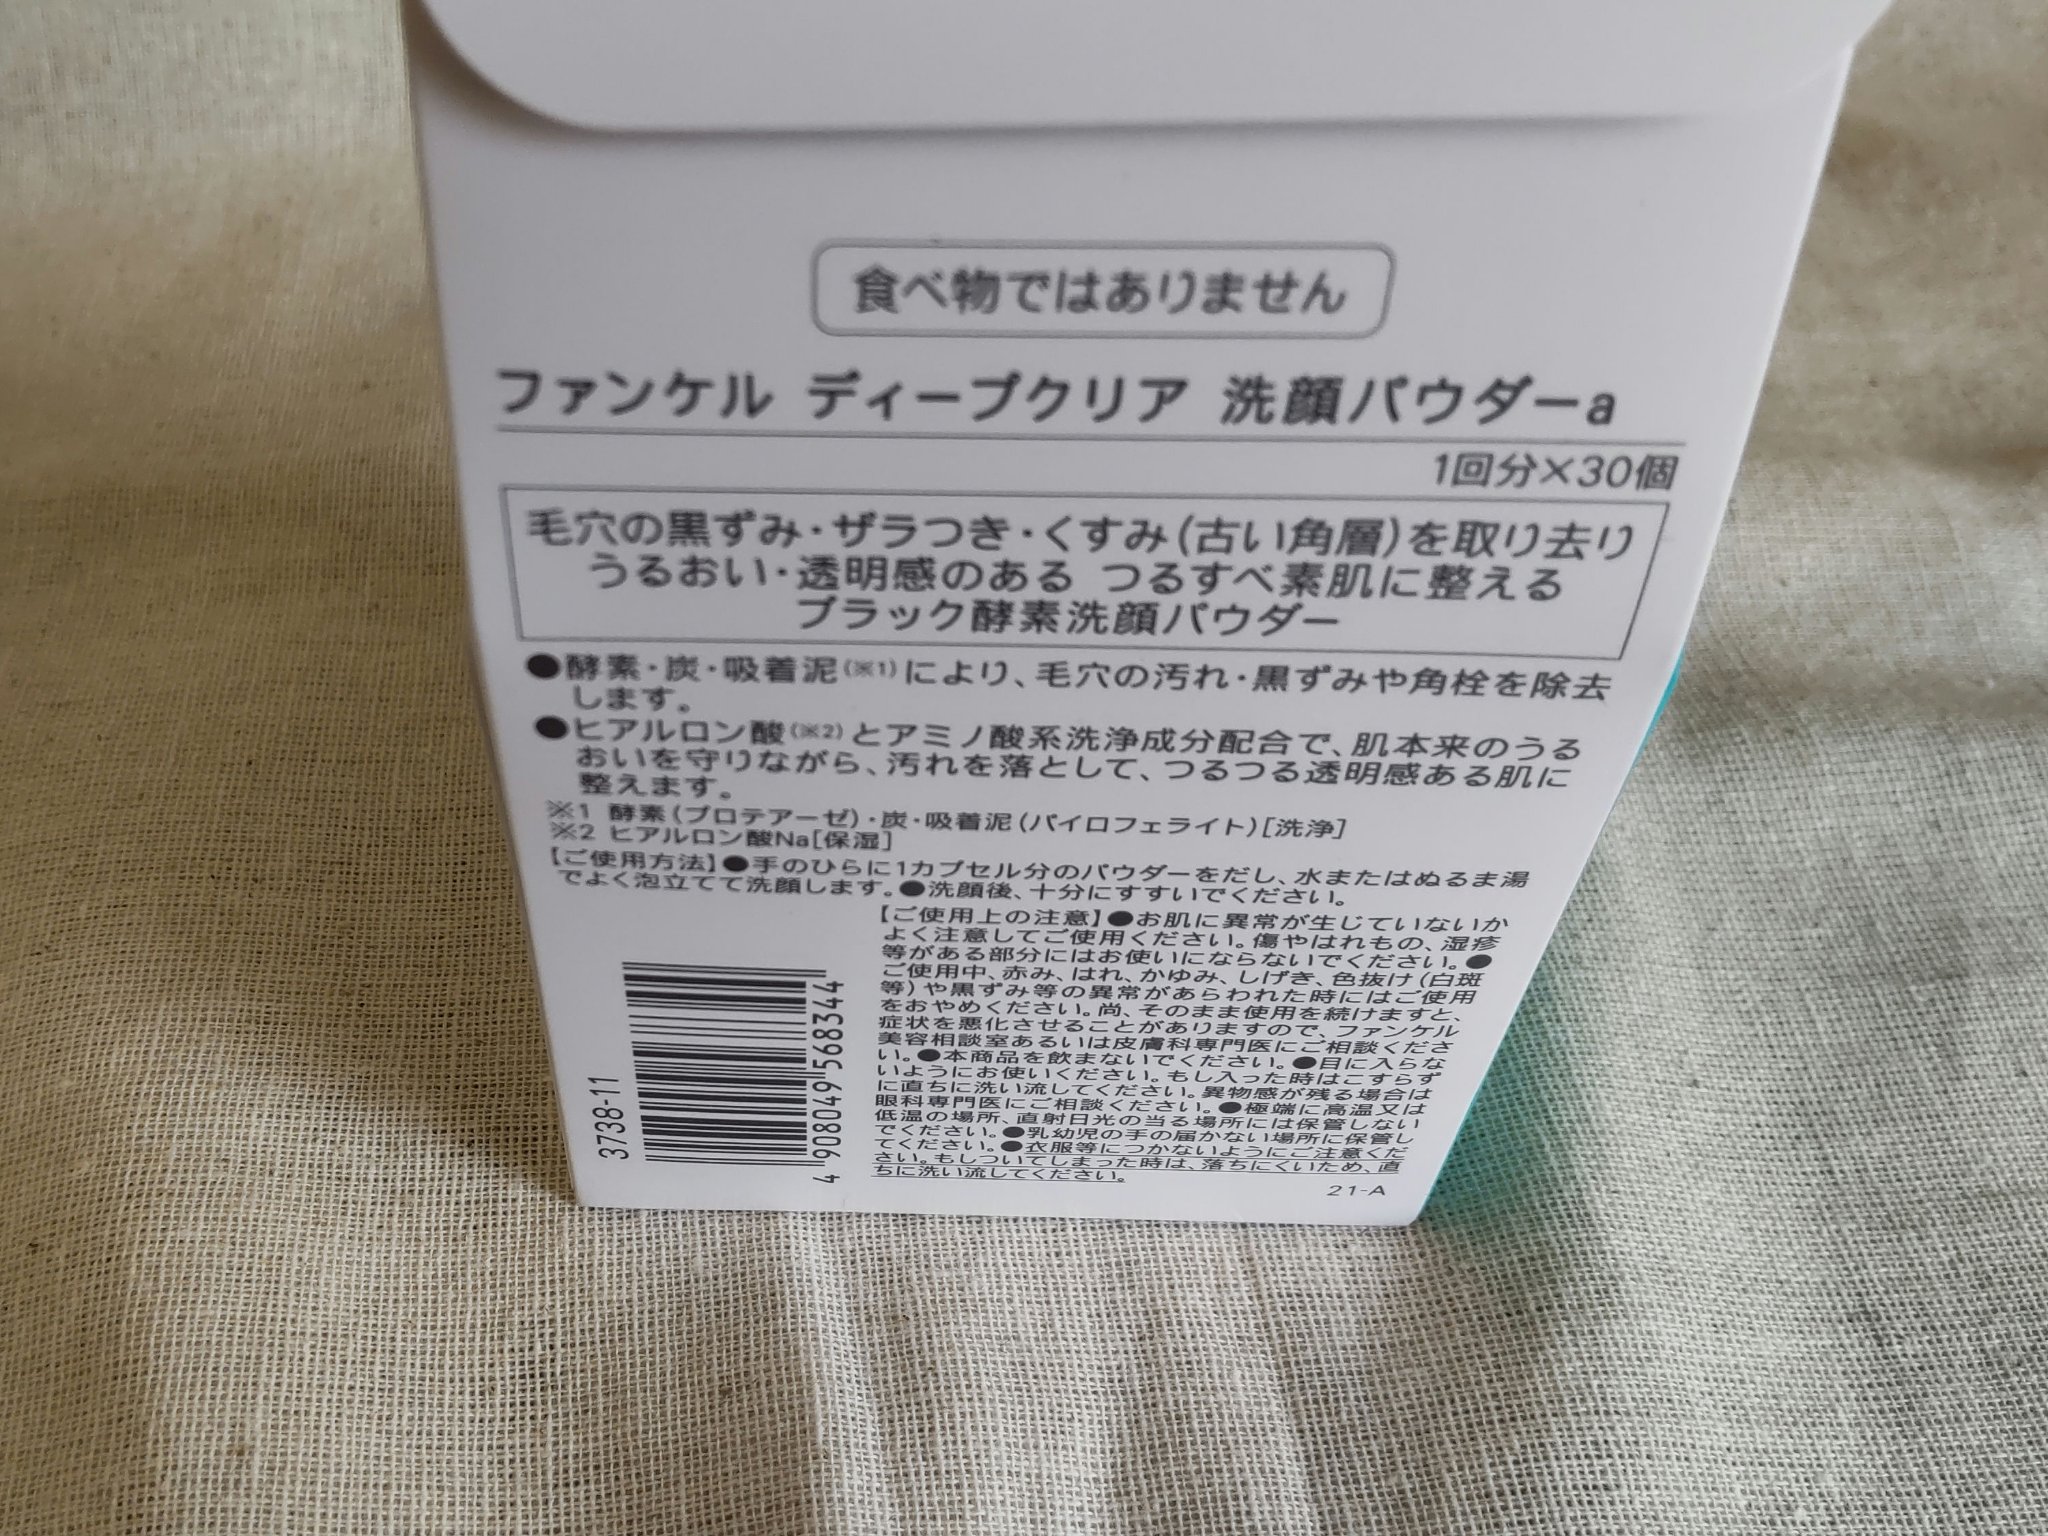 食べ物ではありません
ファンケル ディープクリア 洗顔パウダーa
1回分×30個
毛穴の黒ずみ・ザラつき・くすみ(古い角層)を取り去り
うるおい・透明感のある つるすべ素肌に整える
ブラック酵素洗顔パウダー
●酵素・炭・吸着泥(※1)により、毛穴の汚れ・黒ずみや角栓を除去
します。
●ヒアルロン酸(※2)とアミノ酸系洗浄成分配合で、肌本来のうる
おいを守りながら、汚れを落として、つるつる透明感ある肌に
整えます。
※1 酵素(プロテアーゼ)・炭・吸着泥(パイロフェライト)[洗浄]
※2 ヒアルロン酸Na[保湿]
【ご使用方法】●手のひらに1カプセル分のパウダーをだし、水またはぬるま湯
でよく泡立てて洗顔します。●洗顔後、十分にすすいでください。
【ご使用上の注意】●お肌に異常が生じていないか
よく注意してご使用ください。傷やはれもの、湿疹
等がある部分にはお使いにならないでください。●
ご使用中、赤み、はれ、かゆみ、しげき、色抜け(白斑
等)や黒ずみ等の異常があらわれた時にはご使用
をおやめください。尚、そのまま使用を続けますと、
症状を悪化させることがありますので、ファンケル
美容相談室あるいは皮膚科専門医にご相談くださ
い。●本商品を飲まないでください。●目に入らな
いようにお使いください。もし入った時はこすらず
に直ちに洗い流してください。異物感が残る場合は
眼科専門医にご相談ください。●極端に高温又は
低温の場所、直射日光の当る場所には保管しない
でください。●乳幼児の手の届かない場所に保管し
てください。●衣服等につかないようにご注意くだ
さい。もしついてしまった時は、落ちにくいため、直
ちに洗い流してください。
21-A
3738-11
4 908049 568344